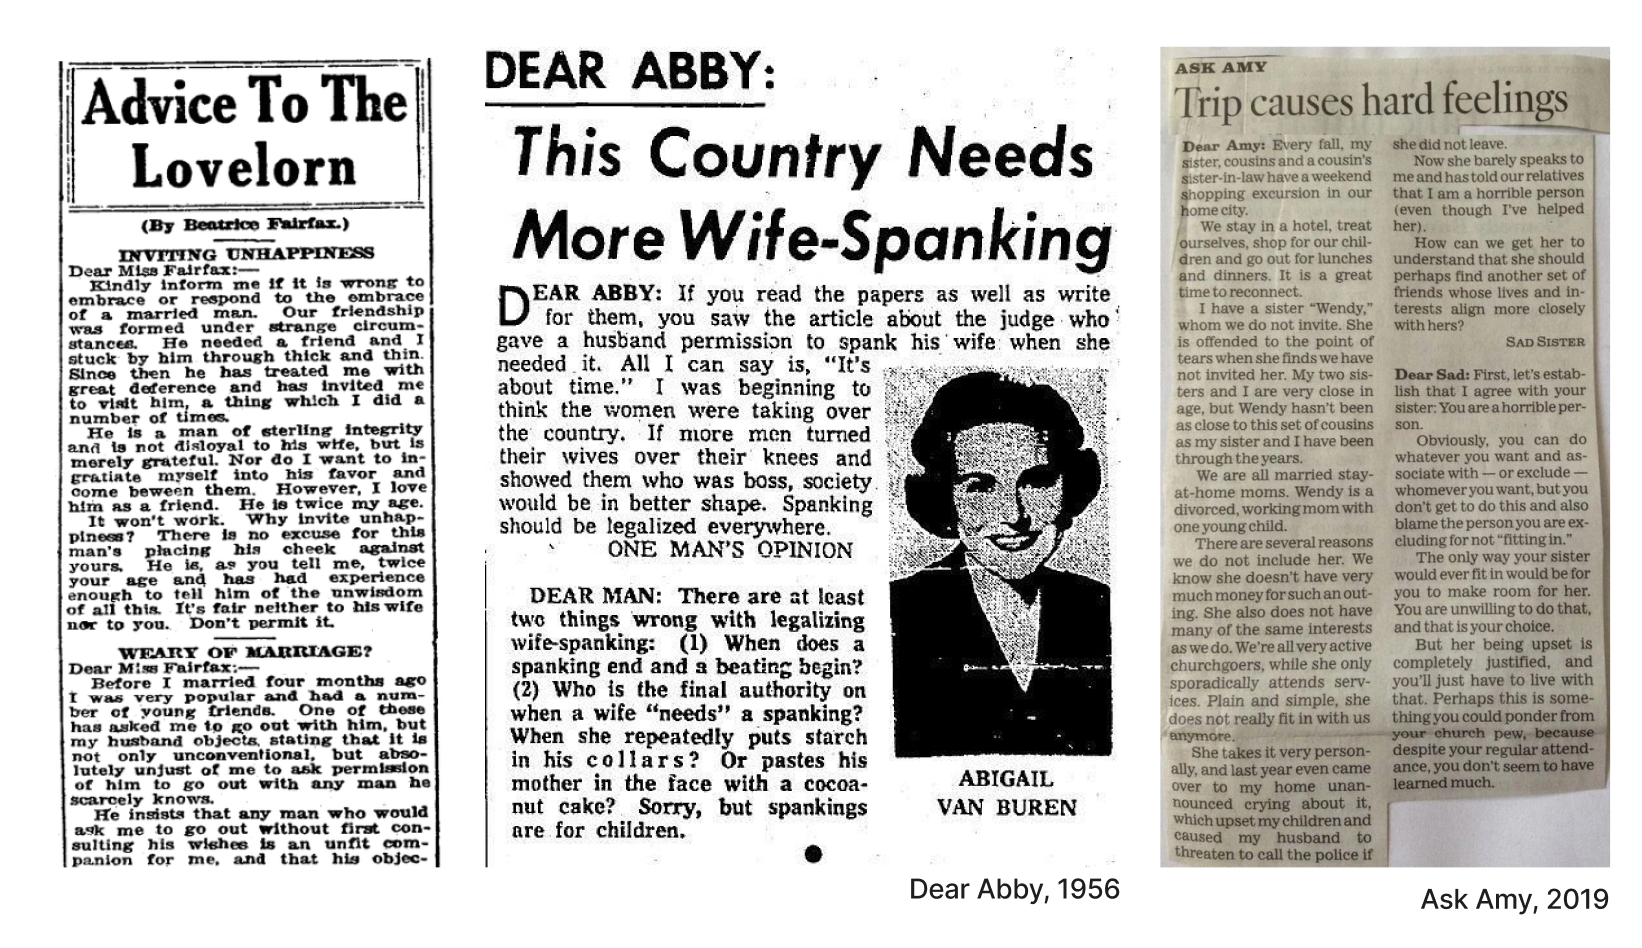 Advice To The
Lovelorn
(By Beatrice Fairfax.)
INVITING UNHAPPINESS
Dear Miss Fairfax:—
Kindly inform me if it is wrong to
embrace or respond to the embrace
of a married man. Our friendship
was formed under strange circum-
stances. He needed a friend and I
stuck by him through thick and thin.
Since then he has treated me with
great deference and has invited me
to visit him, a thing which I did a
number of times.
He is a man of sterling integrity
and is not disloyal to his wife, but is
merely grateful. Nor do I want to in-
gratiate myself into his favor and
come beween them. However, I love
him as a friend. He is twice my age.
It won't work. Why invite unhap-
piness? There is no excuse for this
man's placing his cheek against
yours. He is, as you tell me, twice
your age and has had experience
enough to tell him of the unwisdom
of all this. It's fair neither to his wife
nor to you. Don't permit it.
WEARY OF MARRIAGE?
Dear Miss Fairfax:—
Before I married four months ago
I was very popular and had a num-
ber of young friends. One of these
has asked me to go out with him, but
my husband objects, stating that it is
not only unconventional, but abso-
lutely unjust of me to ask permission
of him to go out with any man he
scarcely knows.
He insists that any man who would
ask me to go out without first con-
sulting his wishes is an unfit com-
panion for me, and that his objec-
DEAR ABBY:
This Country Needs
More Wife-Spanking
DEAR ABBY: If you read the papers as well as write
for them, you saw the article about the judge who
gave a husband permission to spank his wife when she
needed it. All I can say is, "It's
about time." I was beginning to
think the women were taking over
the country. If more men turned
their wives over their knees and
showed them who was boss, society
would be in better shape. Spanking
should be legalized everywhere.
ONE MAN'S OPINION
DEAR MAN: There are at least
two things wrong with legalizing
wife-spanking: (1) When does a
spanking end and a beating begin?
(2) Who is the final authority on
when a wife "needs" a spanking?
When she repeatedly puts starch
in his collars? Or pastes his
mother in the face with a cocoa-
nut cake? Sorry, but spankings
are for children.
ABIGAIL
VAN BUREN
Dear Abby, 1956
ASK AMY
Trip causes hard feelings
Dear Amy: Every fall, my
sister, cousins and a cousin's
sister-in-law have a weekend
shopping excursion in our
home city.
We stay in a hotel, treat
ourselves, shop for our chil-
dren and go out for lunches
and dinners. It is a great
time to reconnect.
I have a sister "Wendy,"
whom we do not invite. She
is offended to the point of
tears when she finds we have
not invited her. My two sis-
ters and I are very close in
age, but Wendy hasn't been
as close to this set of cousins
as my sister and I have been
through the years.
We are all married stay-
at-home moms. Wendy is a
divorced, working mom with
one young child.
There are several reasons
we do not include her. We
know she doesn't have very
much money for such an out-
ing. She also does not have
many of the same interests
as we do. We're all very active
churchgoers, while she only
sporadically attends serv-
ices. Plain and simple, she
does not really fit in with us
anymore.
She takes it very person-
ally, and last year even came
over to my home unan-
nounced crying about it,
which upset my children and
caused my husband to
threaten to call the police if
she did not leave.
Now she barely speaks to
me and has told our relatives
that I am a horrible person
(even though I've helped
her).
How can we get her to
understand that she should
perhaps find another set of
friends whose lives and in-
terests align more closely
with hers?
SAD SISTER
Dear Sad: First, let's estab-
lish that I agree with your
sister: You are a horrible per-
son.
Obviously, you can do
whatever you want and as-
sociate with — or exclude —
whomever you want, but you
don't get to do this and also
blame the person you are ex-
cluding for not "fitting in."
The only way your sister
would ever fit in would be for
you to make room for her.
You are unwilling to do that,
and that is your choice.
But her being upset is
completely justified, and
you'll just have to live with
that. Perhaps this is some-
thing you could ponder from
your church pew, because
despite your regular attend-
ance, you don't seem to have
learned much.
Ask Amy, 2019